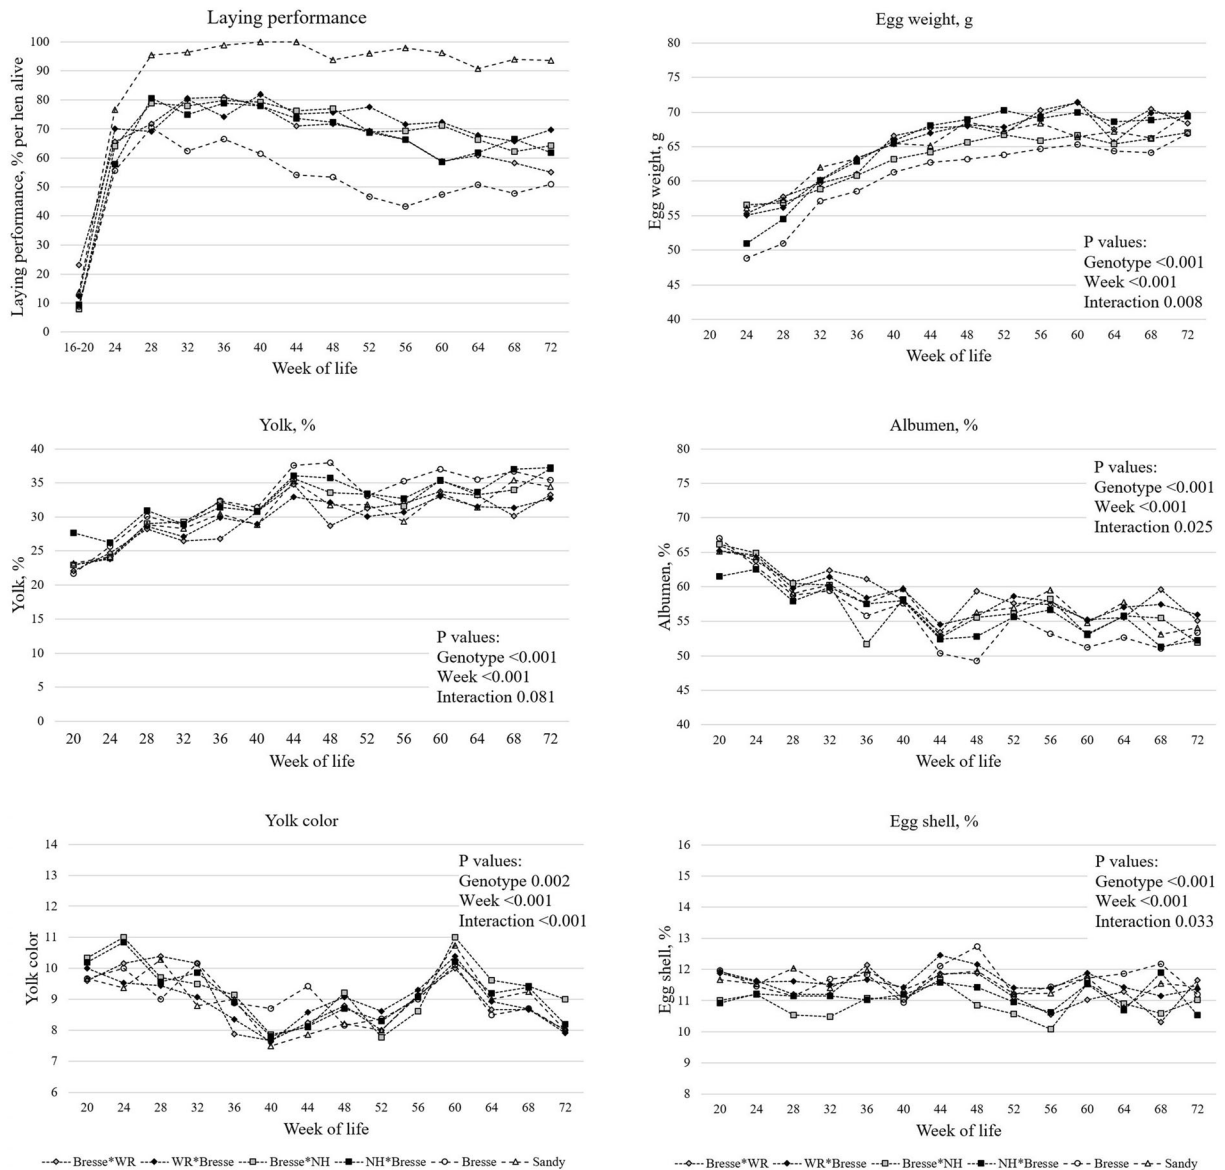 Laying performance
Laying performance, % per hen alive
100
90
80
70
60
50
40
30
20
10
0
16-20 24 28 32 36 40 44 48 52 56 60 64 68 72
Week of life
Egg weight, g
Egg weight, g
80
75
70
65
60
55
50
45
40
P values:
Genotype <0.001
Week <0.001
Interaction 0.008
20 24 28 32 36 40 44 48 52 56 60 64 68 72
Week of life
Yolk, %
Yolk, %
40
35
30
25
20
15
10
5
0
P values:
Genotype <0.001
Week <0.001
Interaction 0.081
20 24 28 32 36 40 44 48 52 56 60 64 68 72
Week of life
Albumen, %
Albumen, %
80
75
70
65
60
55
50
45
40
P values:
Genotype <0.001
Week <0.001
Interaction 0.025
20 24 28 32 36 40 44 48 52 56 60 64 68 72
Week of life
Yolk color
Yolk color
14
13
12
11
10
9
8
7
6
P values:
Genotype 0.002
Week <0.001
Interaction <0.001
20 24 28 32 36 40 44 48 52 56 60 64 68 72
Week of life
Bresse*WR WR*Bresse Bresse*NH NH*Bresse Bresse Sandy
Egg shell, %
Egg shell, %
16
15
14
13
12
11
10
9
8
P values:
Genotype <0.001
Week <0.001
Interaction 0.033
20 24 28 32 36 40 44 48 52 56 60 64 68 72
Week of life
Bresse*WR WR*Bresse Bresse*NH NH*Bresse Bresse Sandy